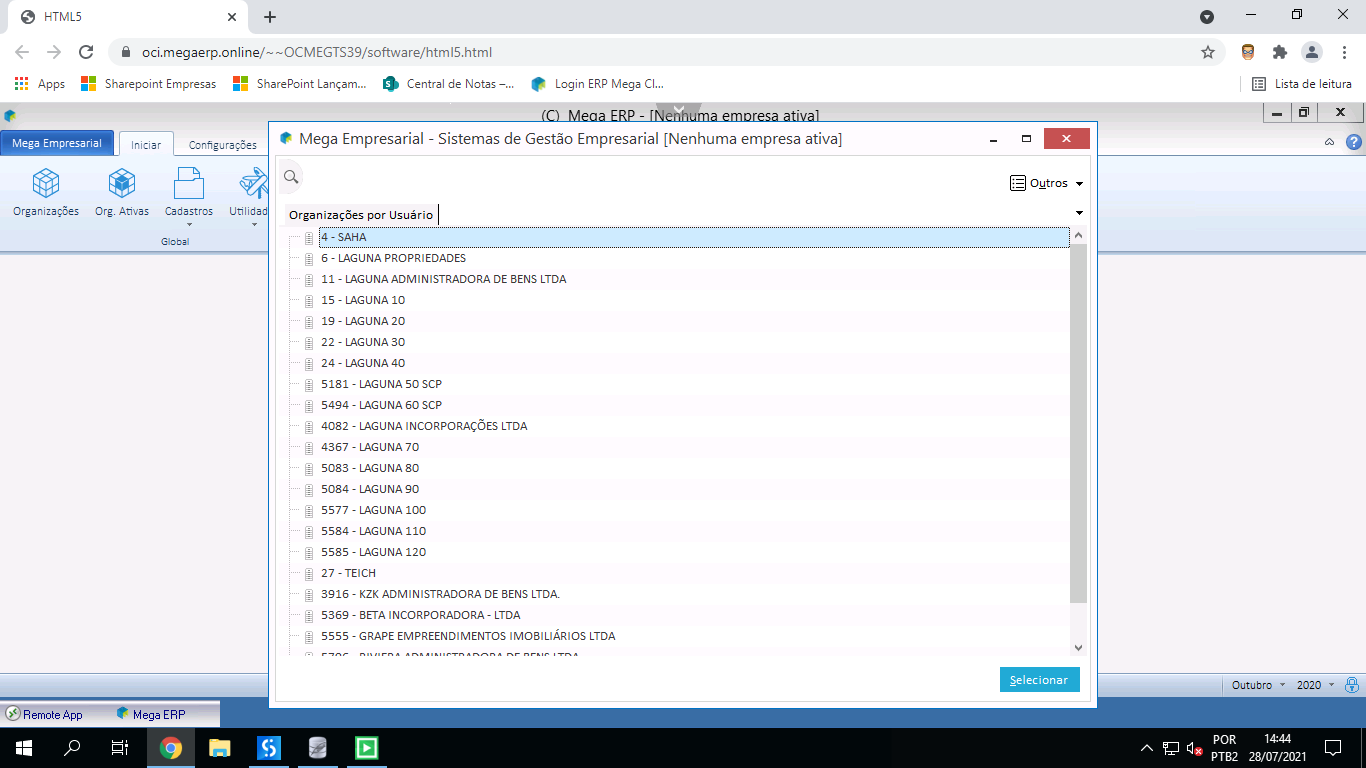 HTML5
oci.megaerp.online/~~OCMEGTS39/software/html5.html
Apps Sharepoint Empresas SharePoint Lançam... Central de Notas –... Login ERP Mega Cl... Lista de leitura
(C) Mega ERP - [Nenhuma empresa ativa]
Mega Empresarial - Sistemas de Gestão Empresarial [Nenhuma empresa ativa]
Mega Empresarial Iniciar Configurações
Organizações Org. Ativas Cadastros Utilidad
Global
Outros
Organizações por Usuário
4 - SAHA
6 - LAGUNA PROPRIEDADES
11 - LAGUNA ADMINISTRADORA DE BENS LTDA
15 - LAGUNA 10
19 - LAGUNA 20
22 - LAGUNA 30
24 - LAGUNA 40
5181 - LAGUNA 50 SCP
5494 - LAGUNA 60 SCP
4082 - LAGUNA INCORPORAÇÕES LTDA
4367 - LAGUNA 70
5083 - LAGUNA 80
5084 - LAGUNA 90
5577 - LAGUNA 100
5584 - LAGUNA 110
5585 - LAGUNA 120
27 - TEICH
3916 - KZK ADMINISTRADORA DE BENS LTDA.
5369 - BETA INCORPORADORA - LTDA
5555 - GRAPE EMPREENDIMENTOS IMOBILIÁRIOS LTDA
RIVIERA ADMINISTRADORA DE BENS LTDA
Selecionar
Outubro 2020
Remote App Mega ERP
POR 14:44
PTB2 28/07/2021